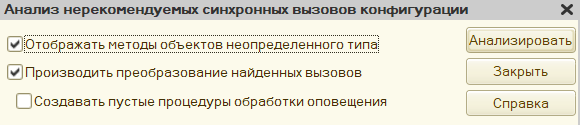 Анализ нерекомендуемых синхронных вызовов конфигурации
Отображать методы объектов неопределенного типа
Анализировать
Производить преобразование найденных вызовов
Закрыть
Создавать пустые процедуры обработки оповещения
Справка